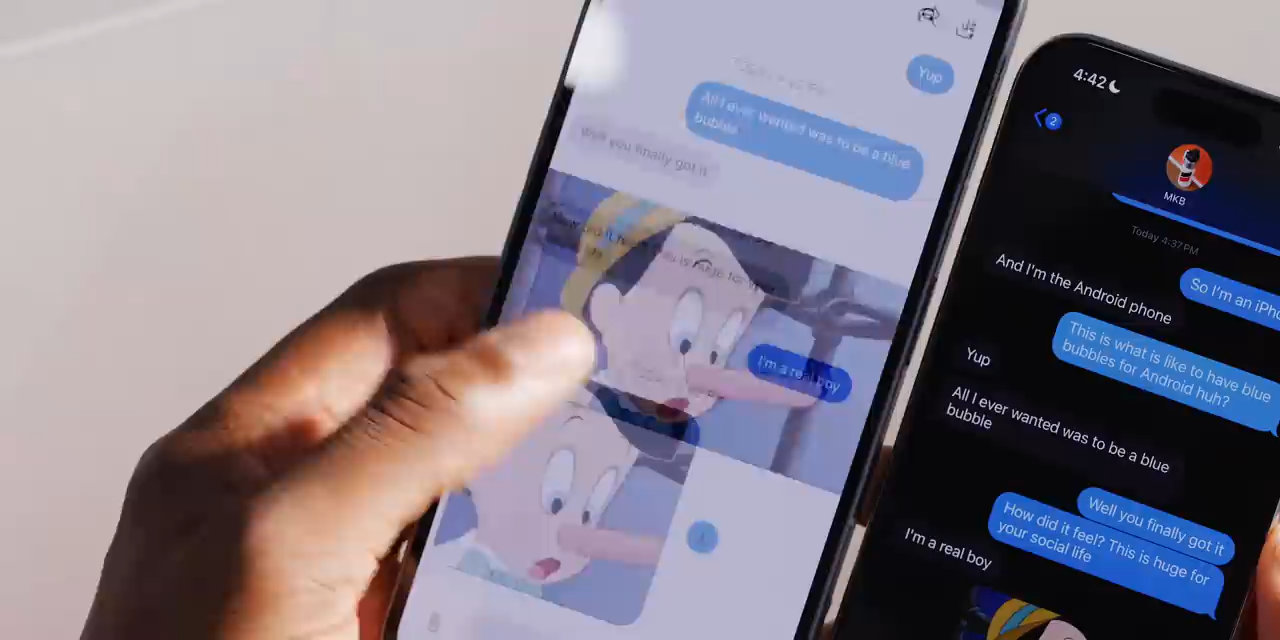 Yup
All I ever wanted was to be a blue
bubble
Well you finally got it
I'm a real boy
4:42
2
MKB
Today 4:37 PM
So I'm an iPho
And I'm the Android phone
This is what is like to have blue
bubbles for Android huh?
Yup
All I ever wanted was to be a blue
bubble
Well you finally got it
How did it feel? This is huge for
your social life
I'm a real boy